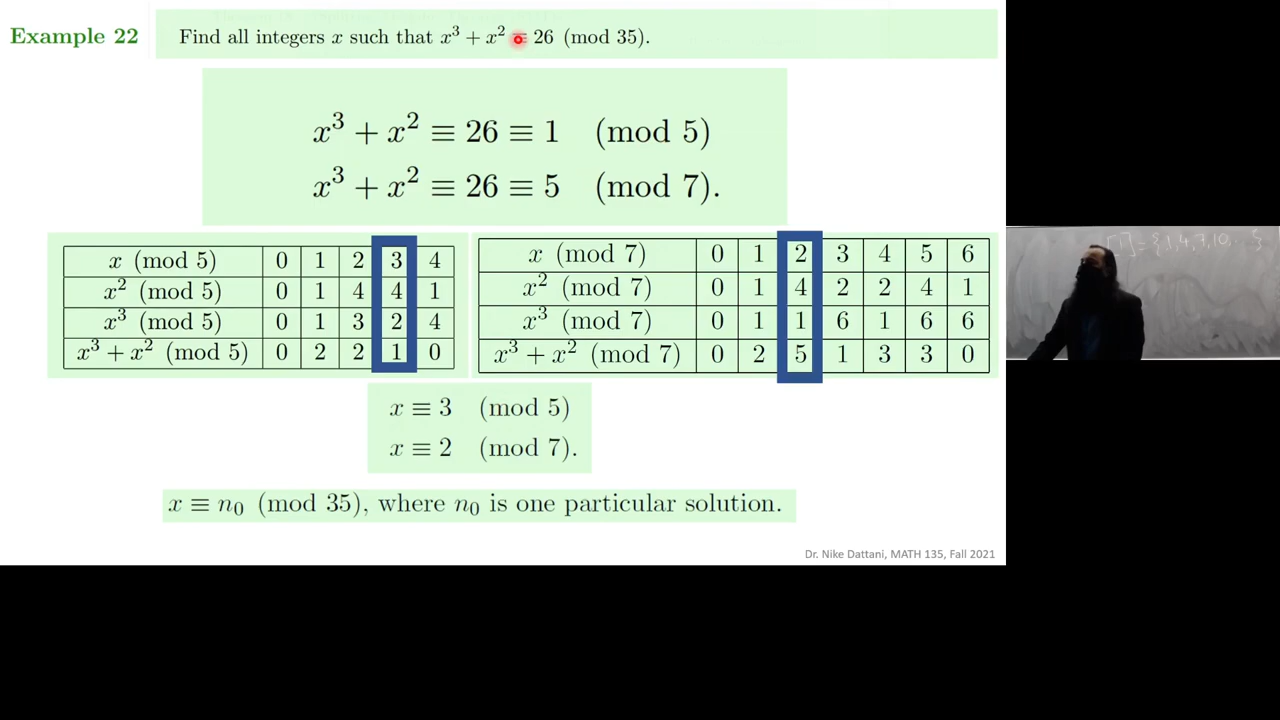 Example 22
Find all integers x such that x³ + x² ≡ 26 (mod 35).
x³ + x² ≡ 26 ≡ 1 (mod 5)
x³ + x² ≡ 26 ≡ 5 (mod 7).
x (mod 5) 0 1 2 3 4
x² (mod 5) 0 1 4 4 1
x³ (mod 5) 0 1 3 2 4
x³ + x² (mod 5) 0 2 2 1 0
x (mod 7) 0 1 2 3 4 5 6
x² (mod 7) 0 1 4 2 2 4 1
x³ (mod 7) 0 1 1 6 1 6 6
x³ + x² (mod 7) 0 2 5 1 3 3 0
x ≡ 3 (mod 5)
x ≡ 2 (mod 7).
x ≡ n₀ (mod 35), where n₀ is one particular solution.
Dr. Nike Dattani, MATH 135, Fall 2021